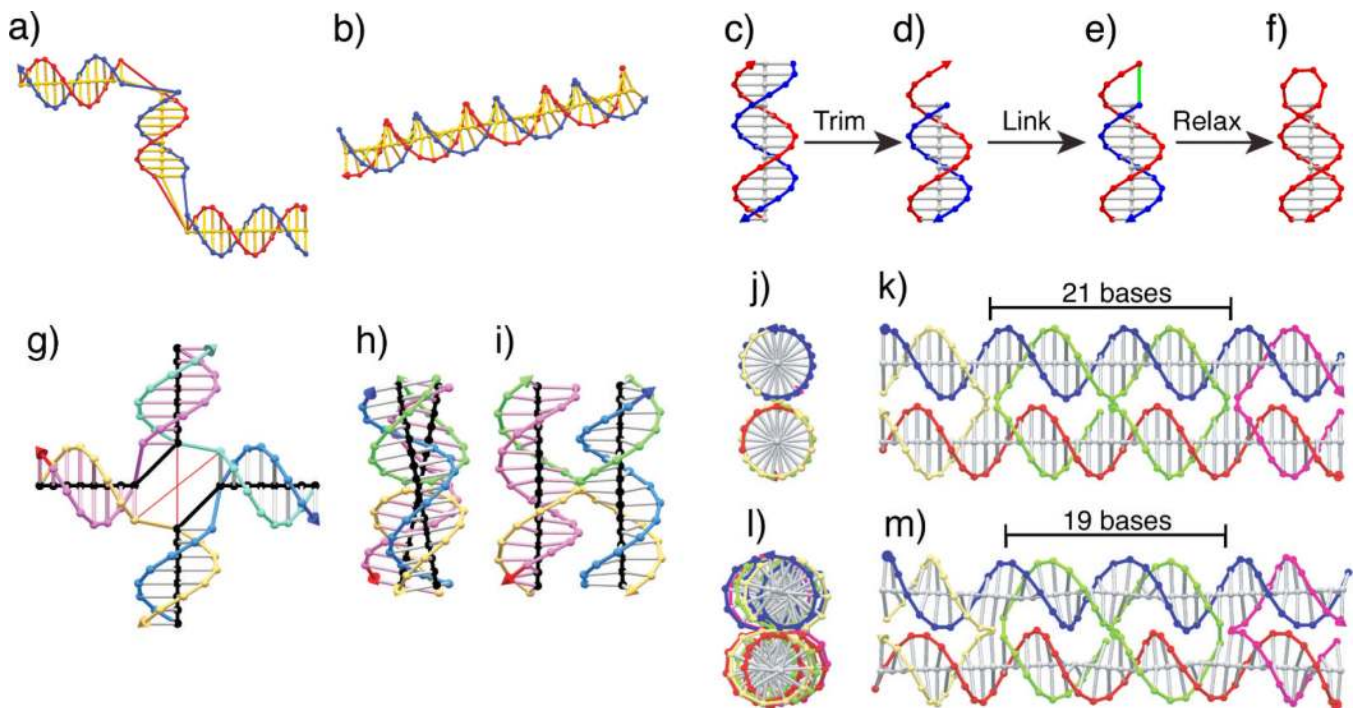 a)
b)
c)
d)
e)
f)
Trim
Link
Relax
g)
h)
i)
j)
k)
21 bases
l)
m)
19 bases